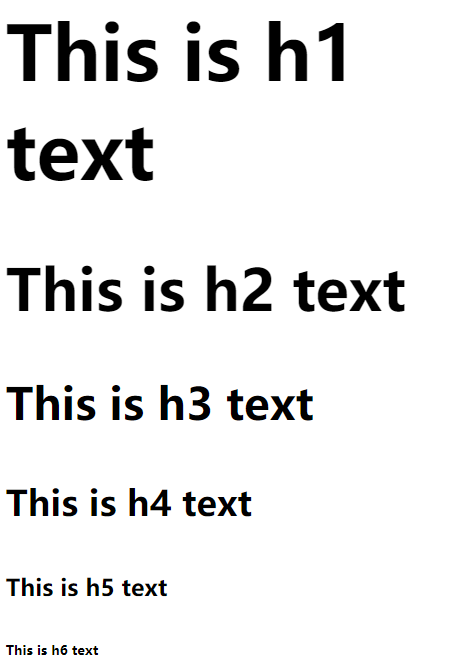 This is h1
text
This is h2 text
This is h3 text
This is h4 text
This is h5 text
This is h6 text